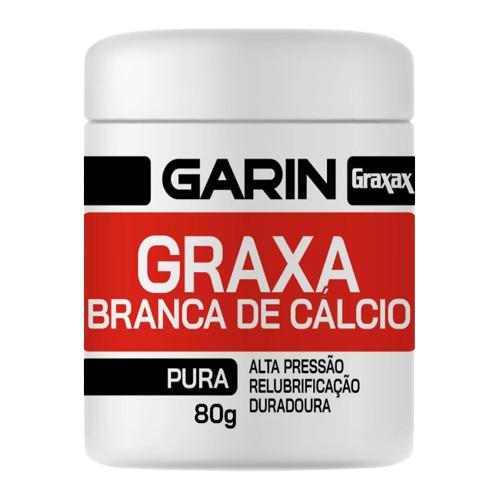 GARIN Graxax
GRAXA
BRANCA DE CÁLCIO
PURA
80g
ALTA PRESSÃO
RELUBRIFICAÇÃO
DURADOURA